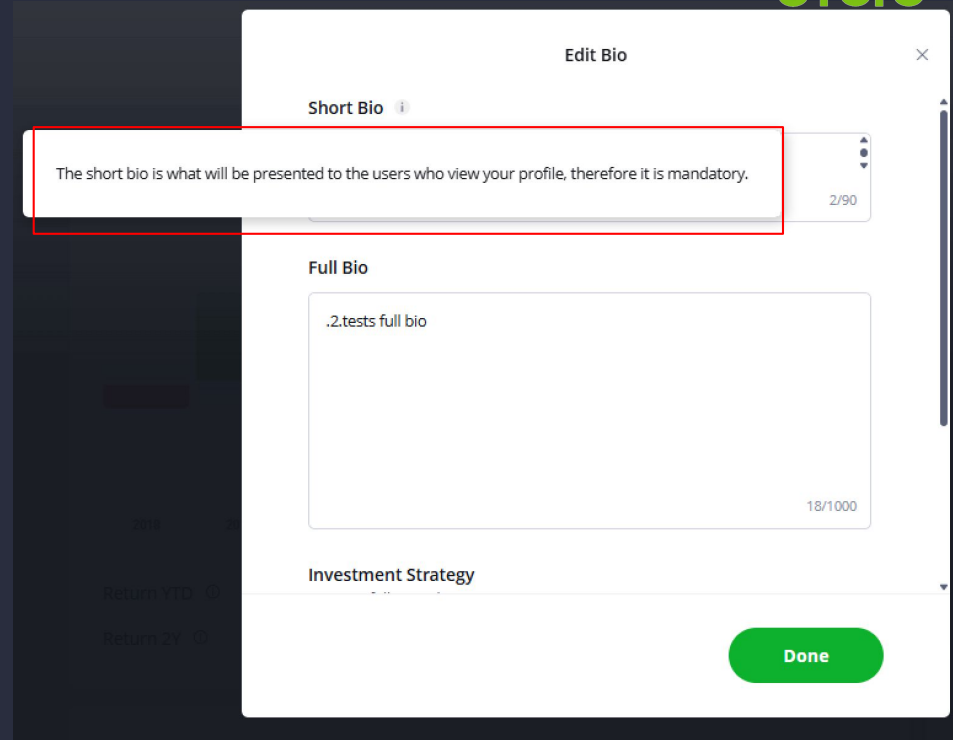 Edit Bio
Short Bio
The short bio is what will be presented to the users who view your profile, therefore it is mandatory.
2/90
Full Bio
.2.tests full bio
18/1000
Investment Strategy
2018
Return YTD
Return 2Y
Done